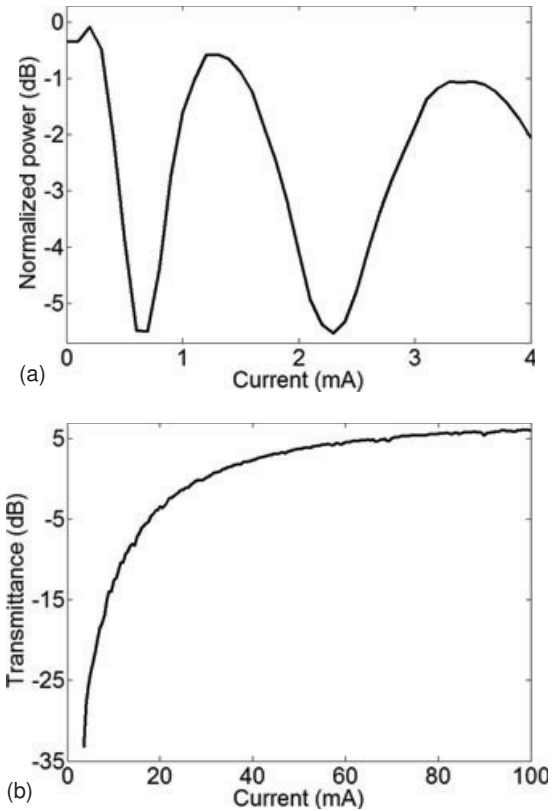 0
-1
-2
-3
-4
-5
Normalized power (dB)
0 1 2 3 4
(a)
Current (mA)
5
-5
-15
-25
-35
Transmittance (dB)
0 20 40 60 80 100
(b)
Current (mA)